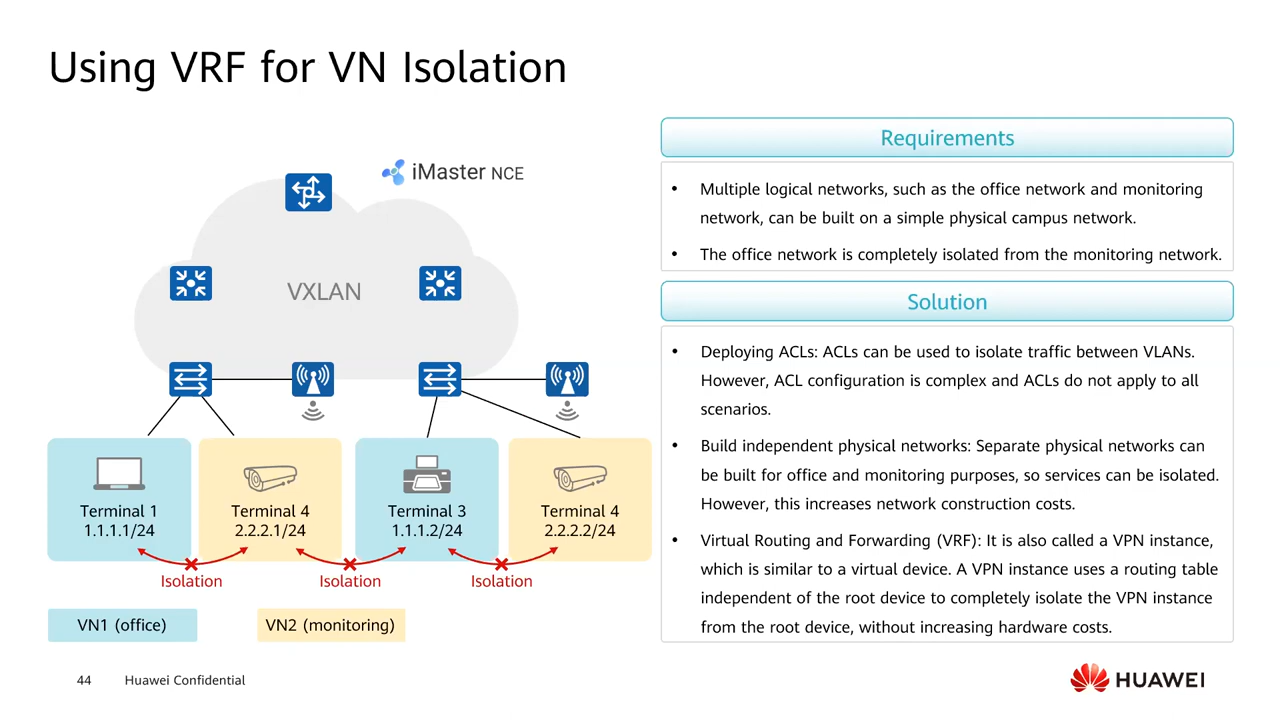 Using VRF for VN Isolation
iMaster NCE
VXLAN
Terminal 1
1.1.1.1/24
Terminal 4
2.2.2.1/24
Terminal 3
1.1.1.2/24
Terminal 4
2.2.2.2/24
Isolation
Isolation
Isolation
VN1 (office)
VN2 (monitoring)
Requirements
• Multiple logical networks, such as the office network and monitoring
network, can be built on a simple physical campus network.
• The office network is completely isolated from the monitoring network.
Solution
• Deploying ACLs: ACLs can be used to isolate traffic between VLANs.
However, ACL configuration is complex and ACLs do not apply to all
scenarios.
• Build independent physical networks: Separate physical networks can
be built for office and monitoring purposes, so services can be isolated.
However, this increases network construction costs.
• Virtual Routing and Forwarding (VRF): It is also called a VPN instance,
which is similar to a virtual device. A VPN instance uses a routing table
independent of the root device to completely isolate the VPN instance
from the root device, without increasing hardware costs.
44 Huawei Confidential
HUAWEI